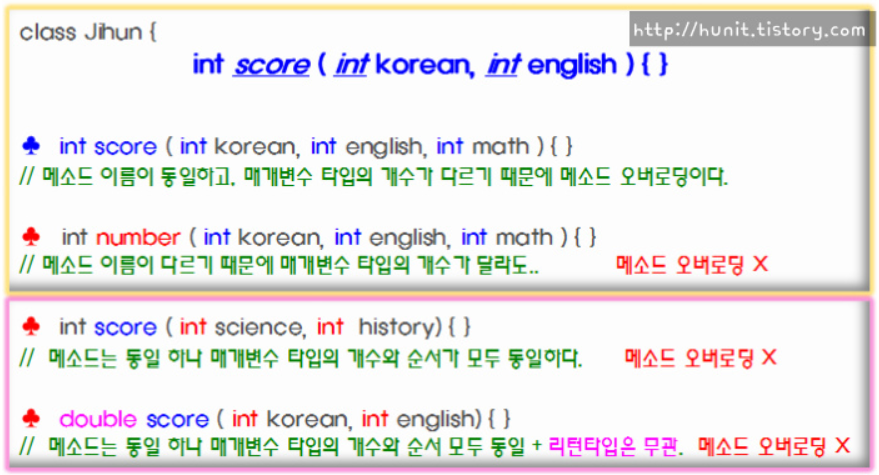 class Jihun {
http://hunit.tistory.com
int score ( int korean, int english ) { }
♣ int score ( int korean, int english, int math ) { }
// 메소드 이름이 동일하고, 매개변수 타입의 개수가 다르기 때문에 메소드 오버로딩이다.
♣ int number ( int korean, int english, int math ) { }
// 메소드 이름이 다르기 때문에 매개변수 타입의 개수가 달라도.. 메소드 오버로딩 X
♣ int score ( int science, int history) { }
// 메소드는 동일 하나 매개변수 타입의 개수와 순서가 모두 동일하다. 메소드 오버로딩 X
♣ double score ( int korean, int english) { }
// 메소드는 동일 하나 매개변수 타입의 개수와 순서 모두 동일 + 리턴타입은 무관. 메소드 오버로딩 X